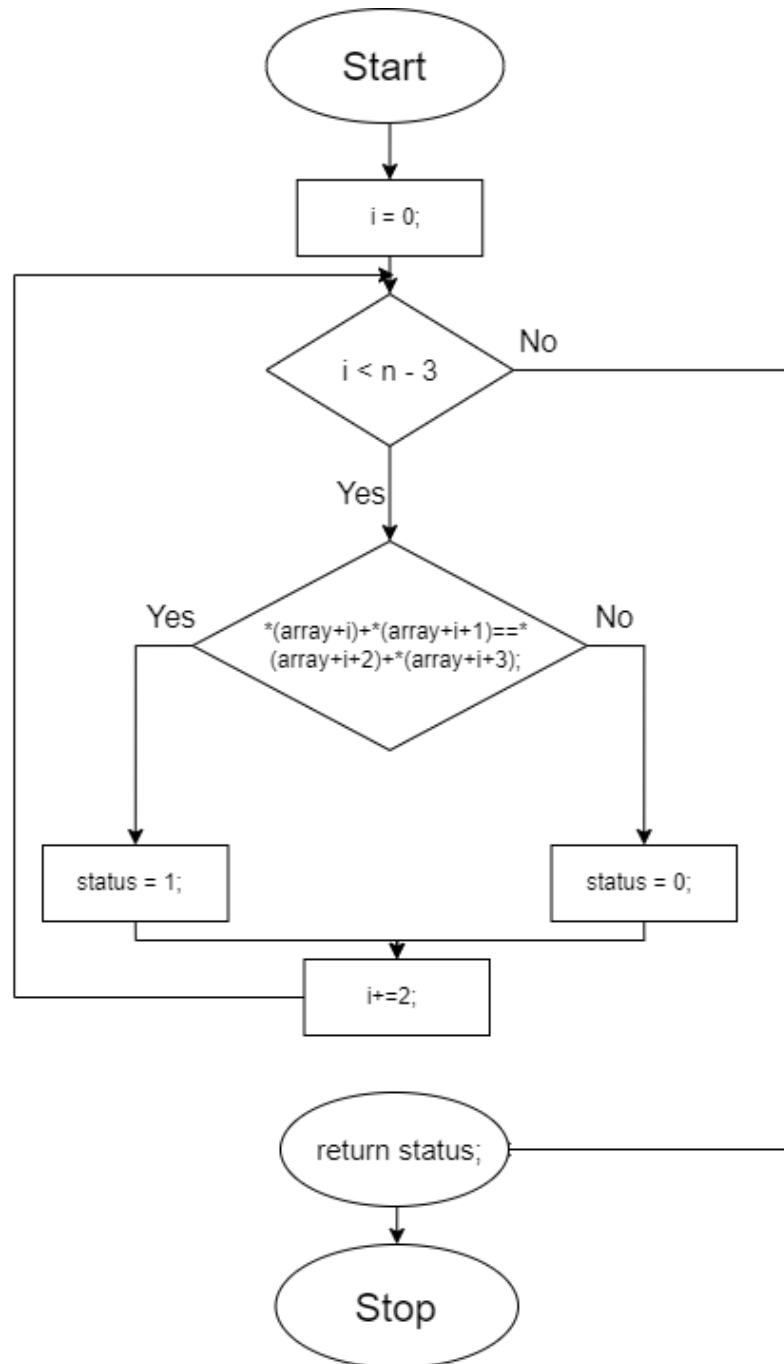 Start
i = 0;
i < n - 3
No
Yes
Yes
*(array+i)+*(array+i+1)==*
(array+i+2)+*(array+i+3);
No
status = 1;
status = 0;
i+=2;
return status;
Stop